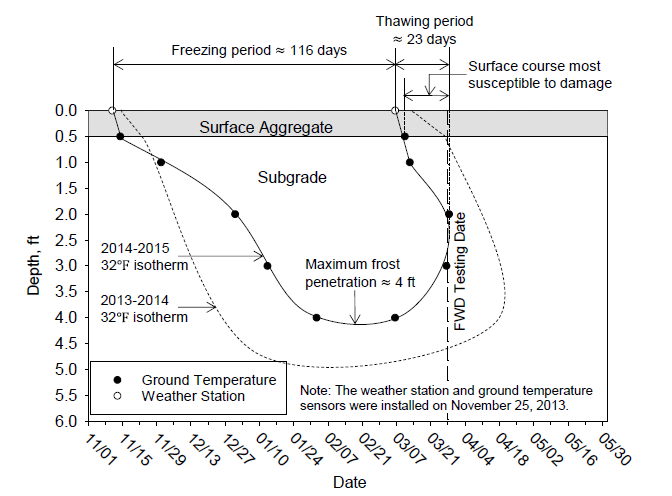 Thawing period
≈ 23 days
Freezing period ≈ 116 days
Surface course most
susceptible to damage
0.0
0.5
1.0
2.0
2.5
3.0
3.5
4.0
4.5
5.0
5.5
6.0
Depth, ft
Surface Aggregate
Subgrade
2014-2015
32°F isotherm
2013-2014
32°F isotherm
Maximum frost
penetration ≈ 4 ft
FWD Testing Date
Ground Temperature
Weather Station
Note: The weather station and ground temperature
sensors were installed on November 25, 2013.
11/01
11/15
11/29
12/13
12/27
01/10
01/24
02/07
02/21
03/07
03/21
04/04
04/18
05/02
05/16
05/30
Date